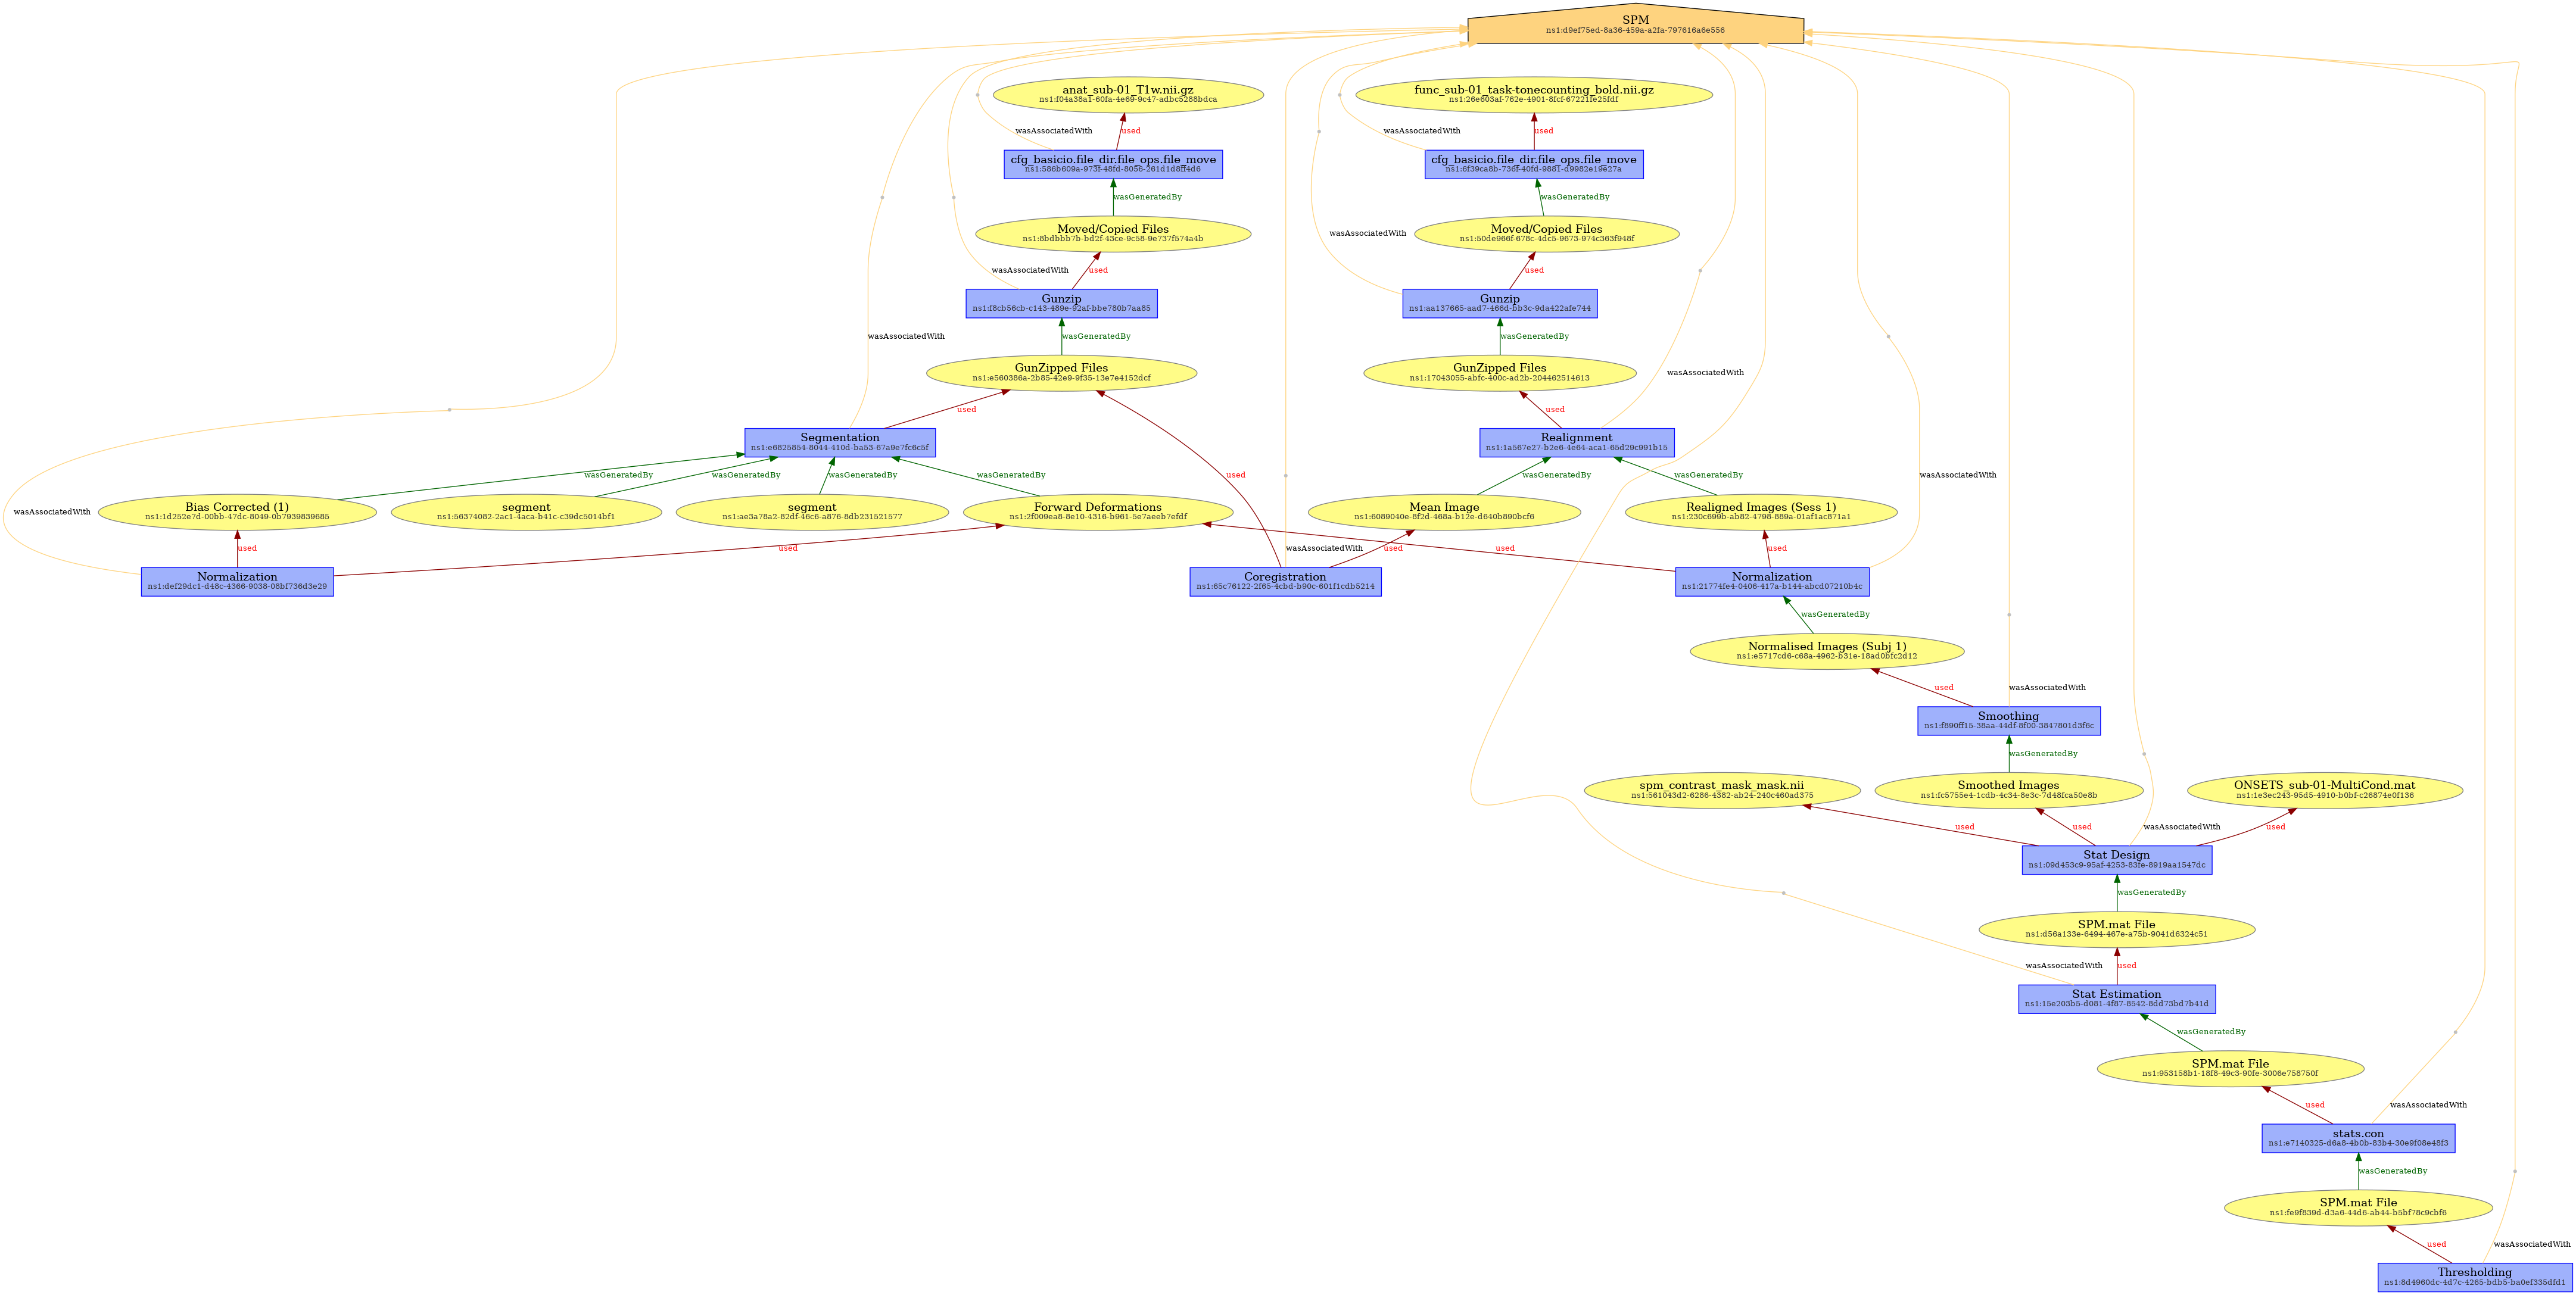 SPM
ns1:d9ef75ed-8a36-459a-a2fa-797616a6e556
anat_sub-01_T1w.nii.gz
ns1:f04a38a1-60fa-4e69-9c47-adbc5288bdca
func_sub-01_task-tonecounting_bold.nii.gz
ns1:26e603af-762e-4901-8fcf-67221fe25fdf
wasAssociatedWith
used
wasAssociatedWith
used
cfg_basicio.file_dir.file_ops.file_move
ns1:586b609a-973f-48fd-8056-261d1d8ff4d6
cfg_basicio.file_dir.file_ops.file_move
ns1:6f39ca8b-736f-40fd-9881-d9982e19e27a
wasGeneratedBy
wasGeneratedBy
Moved/Copied Files
ns1:8bdbbb7b-bd2f-43ce-9c58-9e737f574a4b
wasAssociatedWith
Moved/Copied Files
ns1:50de966f-678c-4dc5-9673-974c363f948f
wasAssociatedWith
used
used
Gunzip
ns1:f8cb56cb-c143-489e-92af-bbe780b7aa85
Gunzip
ns1:aa137665-aad7-466d-bb3c-9da422afe744
wasAssociatedWith
wasGeneratedBy
wasGeneratedBy
GunZipped Files
ns1:e560386a-2b85-42e9-9f35-13e7e4152dcf
GunZipped Files
ns1:17043055-abfc-400c-ad2b-204462514613
wasAssociatedWith
used
used
Segmentation
ns1:e6825854-8044-410d-ba53-67a9e7fc6c5f
Realignment
ns1:1a567e27-b2e6-4e64-aca1-65d29c991b15
wasGeneratedBy
wasGeneratedBy
wasGeneratedBy
wasGeneratedBy
used
wasGeneratedBy
wasGeneratedBy
wasAssociatedWith
wasAssociatedWith
Bias Corrected (1)
ns1:1d252e7d-00bb-47dc-8049-0b7939839685
segment
ns1:56374082-2ac1-4aca-b41c-c39dc5014bf1
segment
ns1:ae3a78a2-82df-46c6-a876-8db231521577
Forward Deformations
ns1:2f009ea8-8e10-4316-b961-5e7aeeb7efdf
Mean Image
ns1:6089040e-8f2d-468a-b12e-d640b890bcf6
Realigned Images (Sess 1)
ns1:230c699b-ab82-4798-889a-01af1ac871a1
used
used
wasAssociatedWith
used
used
used
Normalization
ns1:def29dc1-d48c-4366-9038-08bf736d3e29
Coregistration
ns1:65c76122-2f65-4cbd-b90c-601f1cdb5214
Normalization
ns1:21774fe4-0406-417a-b144-abcd07210b4c
wasGeneratedBy
Normalised Images (Subj 1)
ns1:e5717cd6-c68a-4962-b31e-18ad0bfc2d12
used
wasAssociatedWith
Smoothing
ns1:f890ff15-38aa-44df-8f00-3847801d3f6c
wasGeneratedBy
spm_contrast_mask_mask.nii
ns1:561043d2-6286-4382-ab24-240c460ad375
Smoothed Images
ns1:fc5755e4-1cdb-4c34-8e3c-7d48fca50e8b
ONSETS_sub-01-MultiCond.mat
ns1:1e3ec243-95d5-4910-b0bf-c26874e0f136
used
used
wasAssociatedWith
used
Stat Design
ns1:09d453c9-95af-4253-83fe-8919aa1547dc
wasGeneratedBy
SPM.mat File
ns1:d56a133e-6494-467e-a75b-9041d6324c51
wasAssociatedWith
used
Stat Estimation
ns1:15e203b5-d081-4f87-8542-8dd73bd7b41d
wasGeneratedBy
SPM.mat File
ns1:953158b1-18f8-49c3-90fe-3006e758750f
used
wasAssociatedWith
stats.con
ns1:e7140325-d6a8-4b0b-83b4-30e9f08e48f3
wasGeneratedBy
SPM.mat File
ns1:fe9f839d-d3a6-44d6-ab44-b5bf78c9cbf6
used
wasAssociatedWith
Thresholding
ns1:8d4960dc-4d7c-4265-bdb5-ba0ef335dfd1